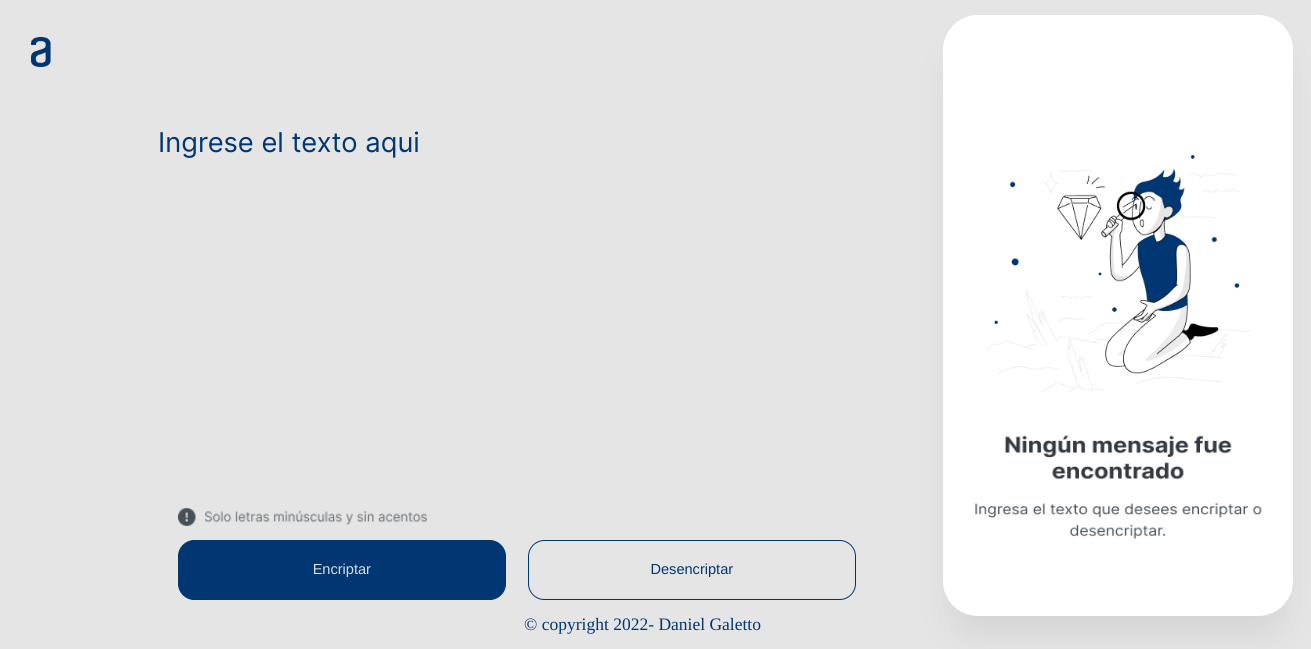 a
Ingrese el texto aqui
Solo letras minúsculas y sin acentos
Encriptar
Desencriptar
© copyright 2022- Daniel Galetto
Ningún mensaje fue
encontrado
Ingresa el texto que desees encriptar o
desencriptar.